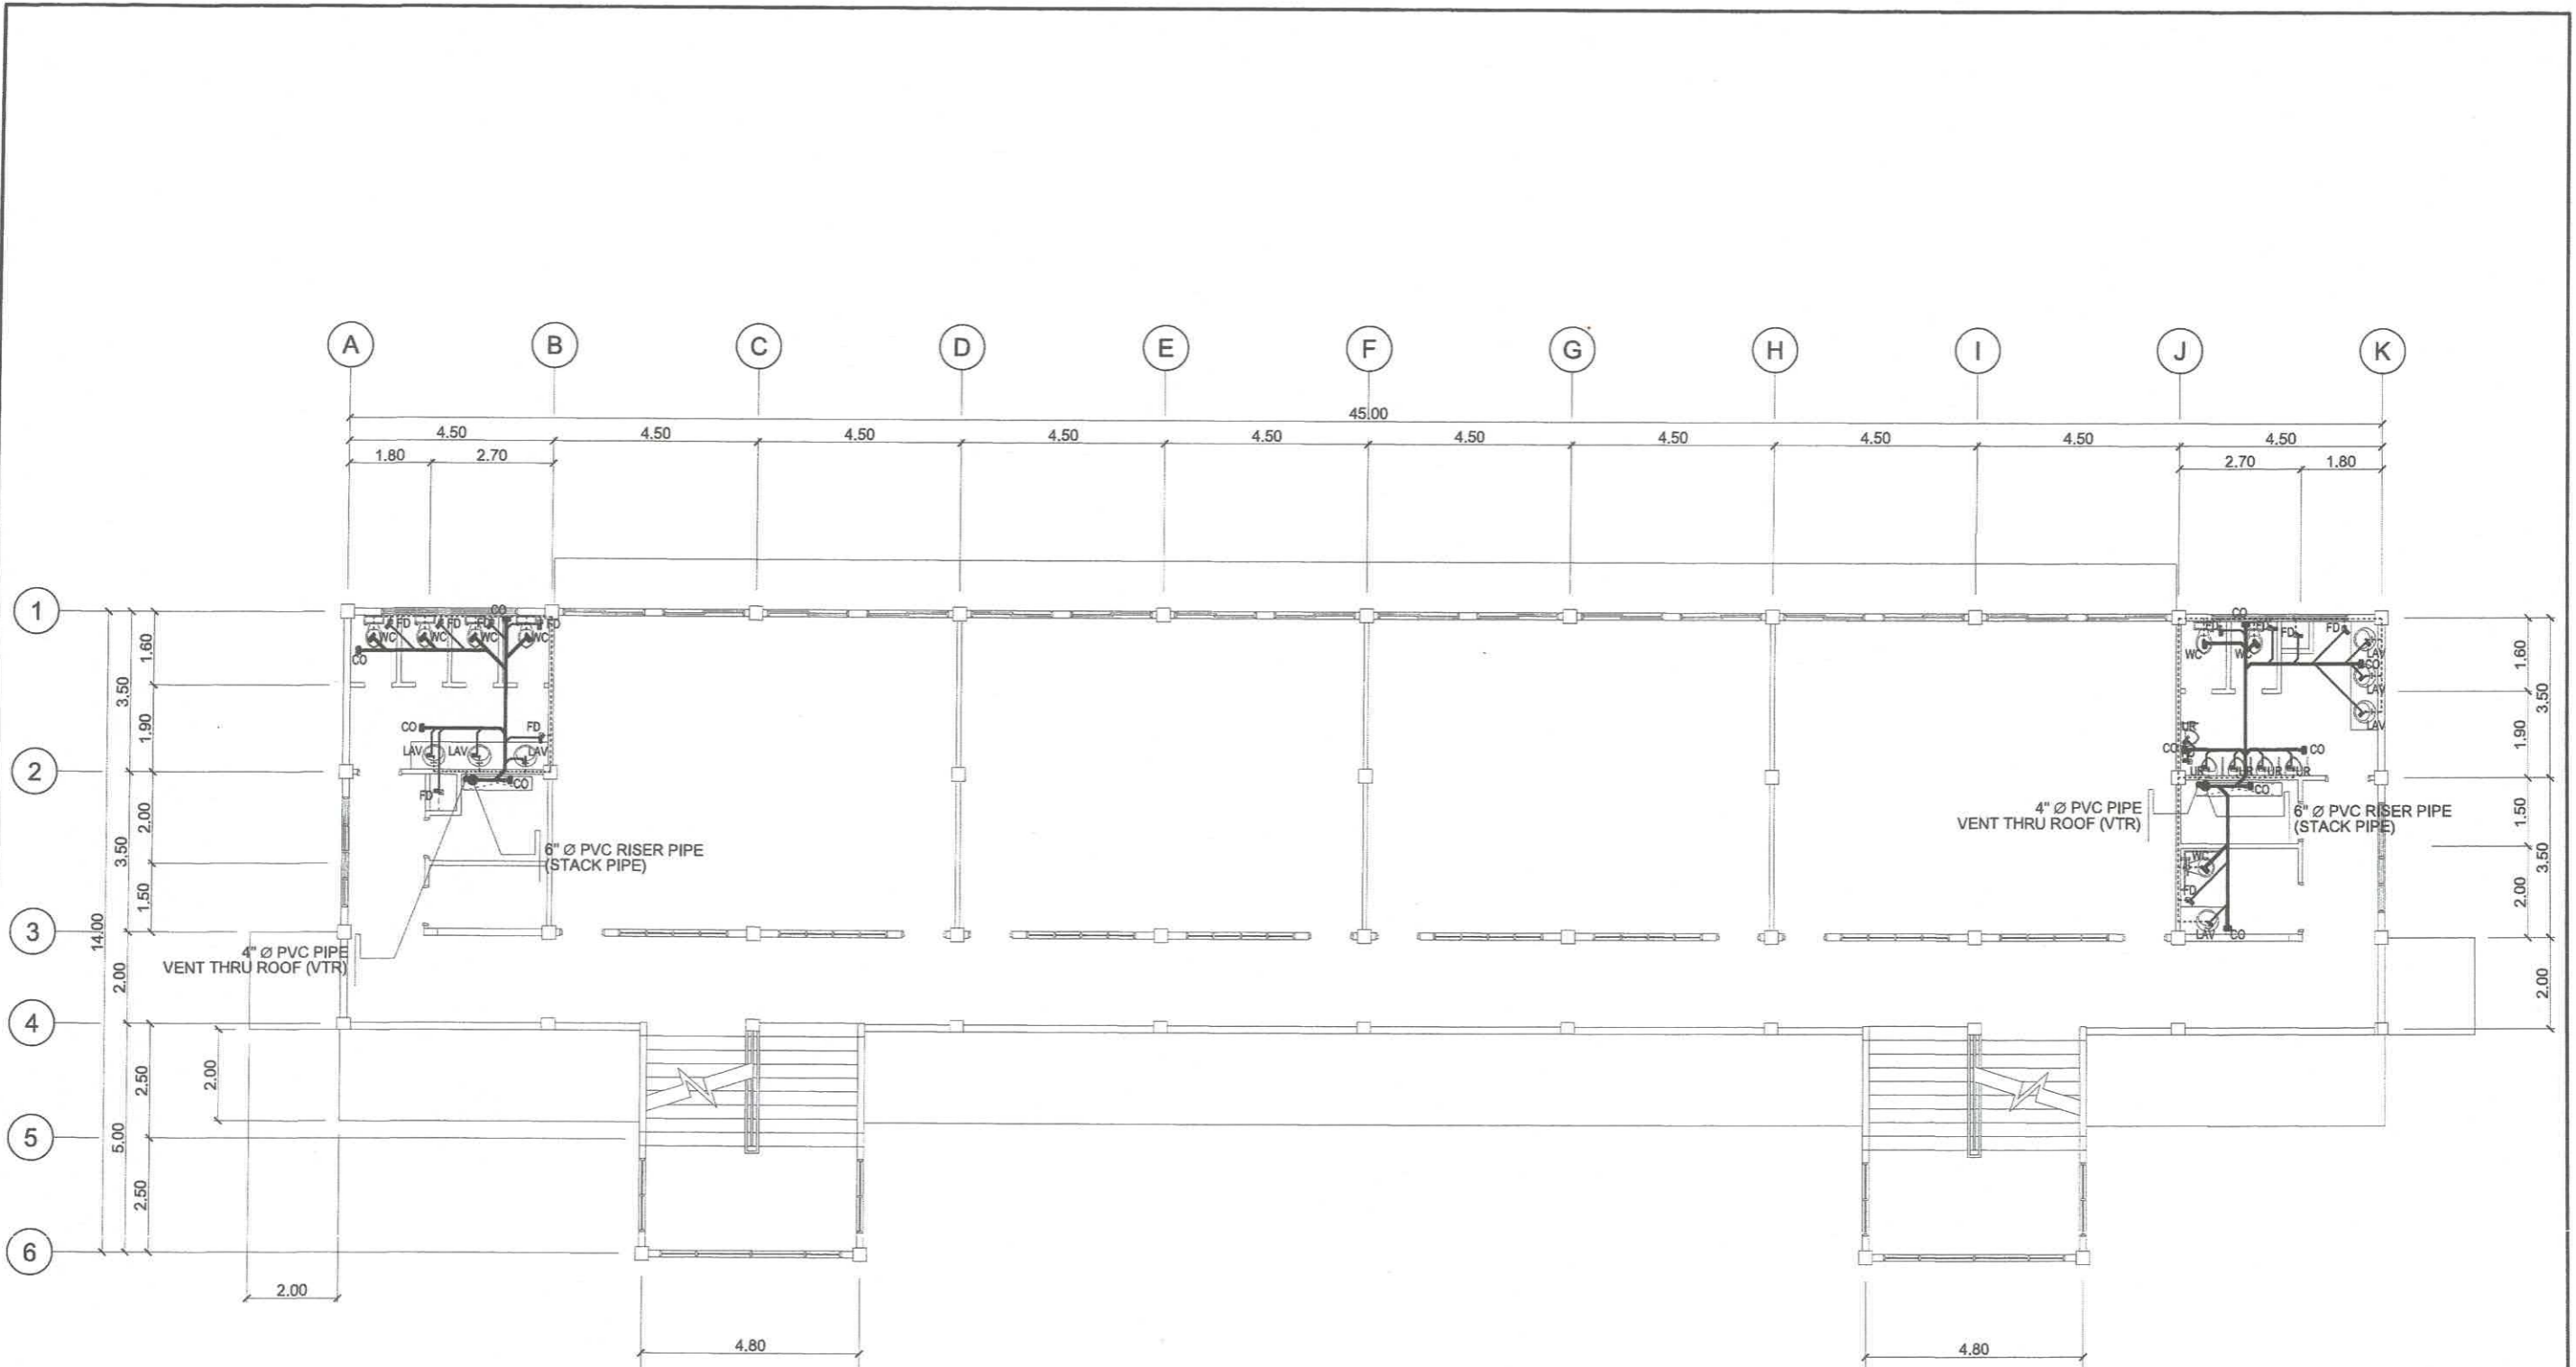 A B C D E F G H I J K
45.00
4.50 4.50 4.50 4.50 4.50 4.50 4.50 4.50 4.50 4.50
1.80 2.70 2.70 1.80
1
CO CO
FD FD FD FD
WC WC WC WC
CO
FD FD FD FD
WC WC
LAV
CO
LAV
LAV
1.60 1.60
3.50 3.50
1.90 1.90
CO FD
LAV LAV LAV
UR
CO CO
2
UR UR UR UR
CO CO
FD
2.00 1.50
3.50 3.50
1.50 2.00
4" Ø PVC PIPE
VENT THRU ROOF (VTR)
6" Ø PVC RISER PIPE
(STACK PIPE)
6" Ø PVC RISER PIPE
(STACK PIPE)
WC
FD
LAV CO
3
14.00
4" Ø PVC PIPE
VENT THRU ROOF (VTR)
2.00 2.00
4
2.50
2.00
5.00
5
2.50
6
2.00
4.80 4.80